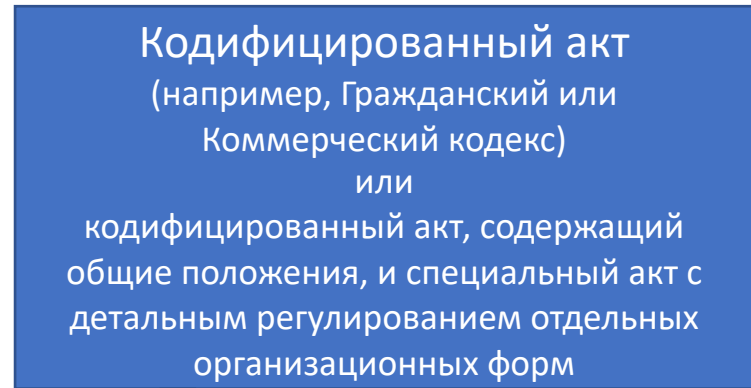 Кодифицированный акт
(например, Гражданский или
Коммерческий кодекс)
или
кодифицированный акт, содержащий
общие положения, и специальный акт с
детальным регулированием отдельных
организационных форм